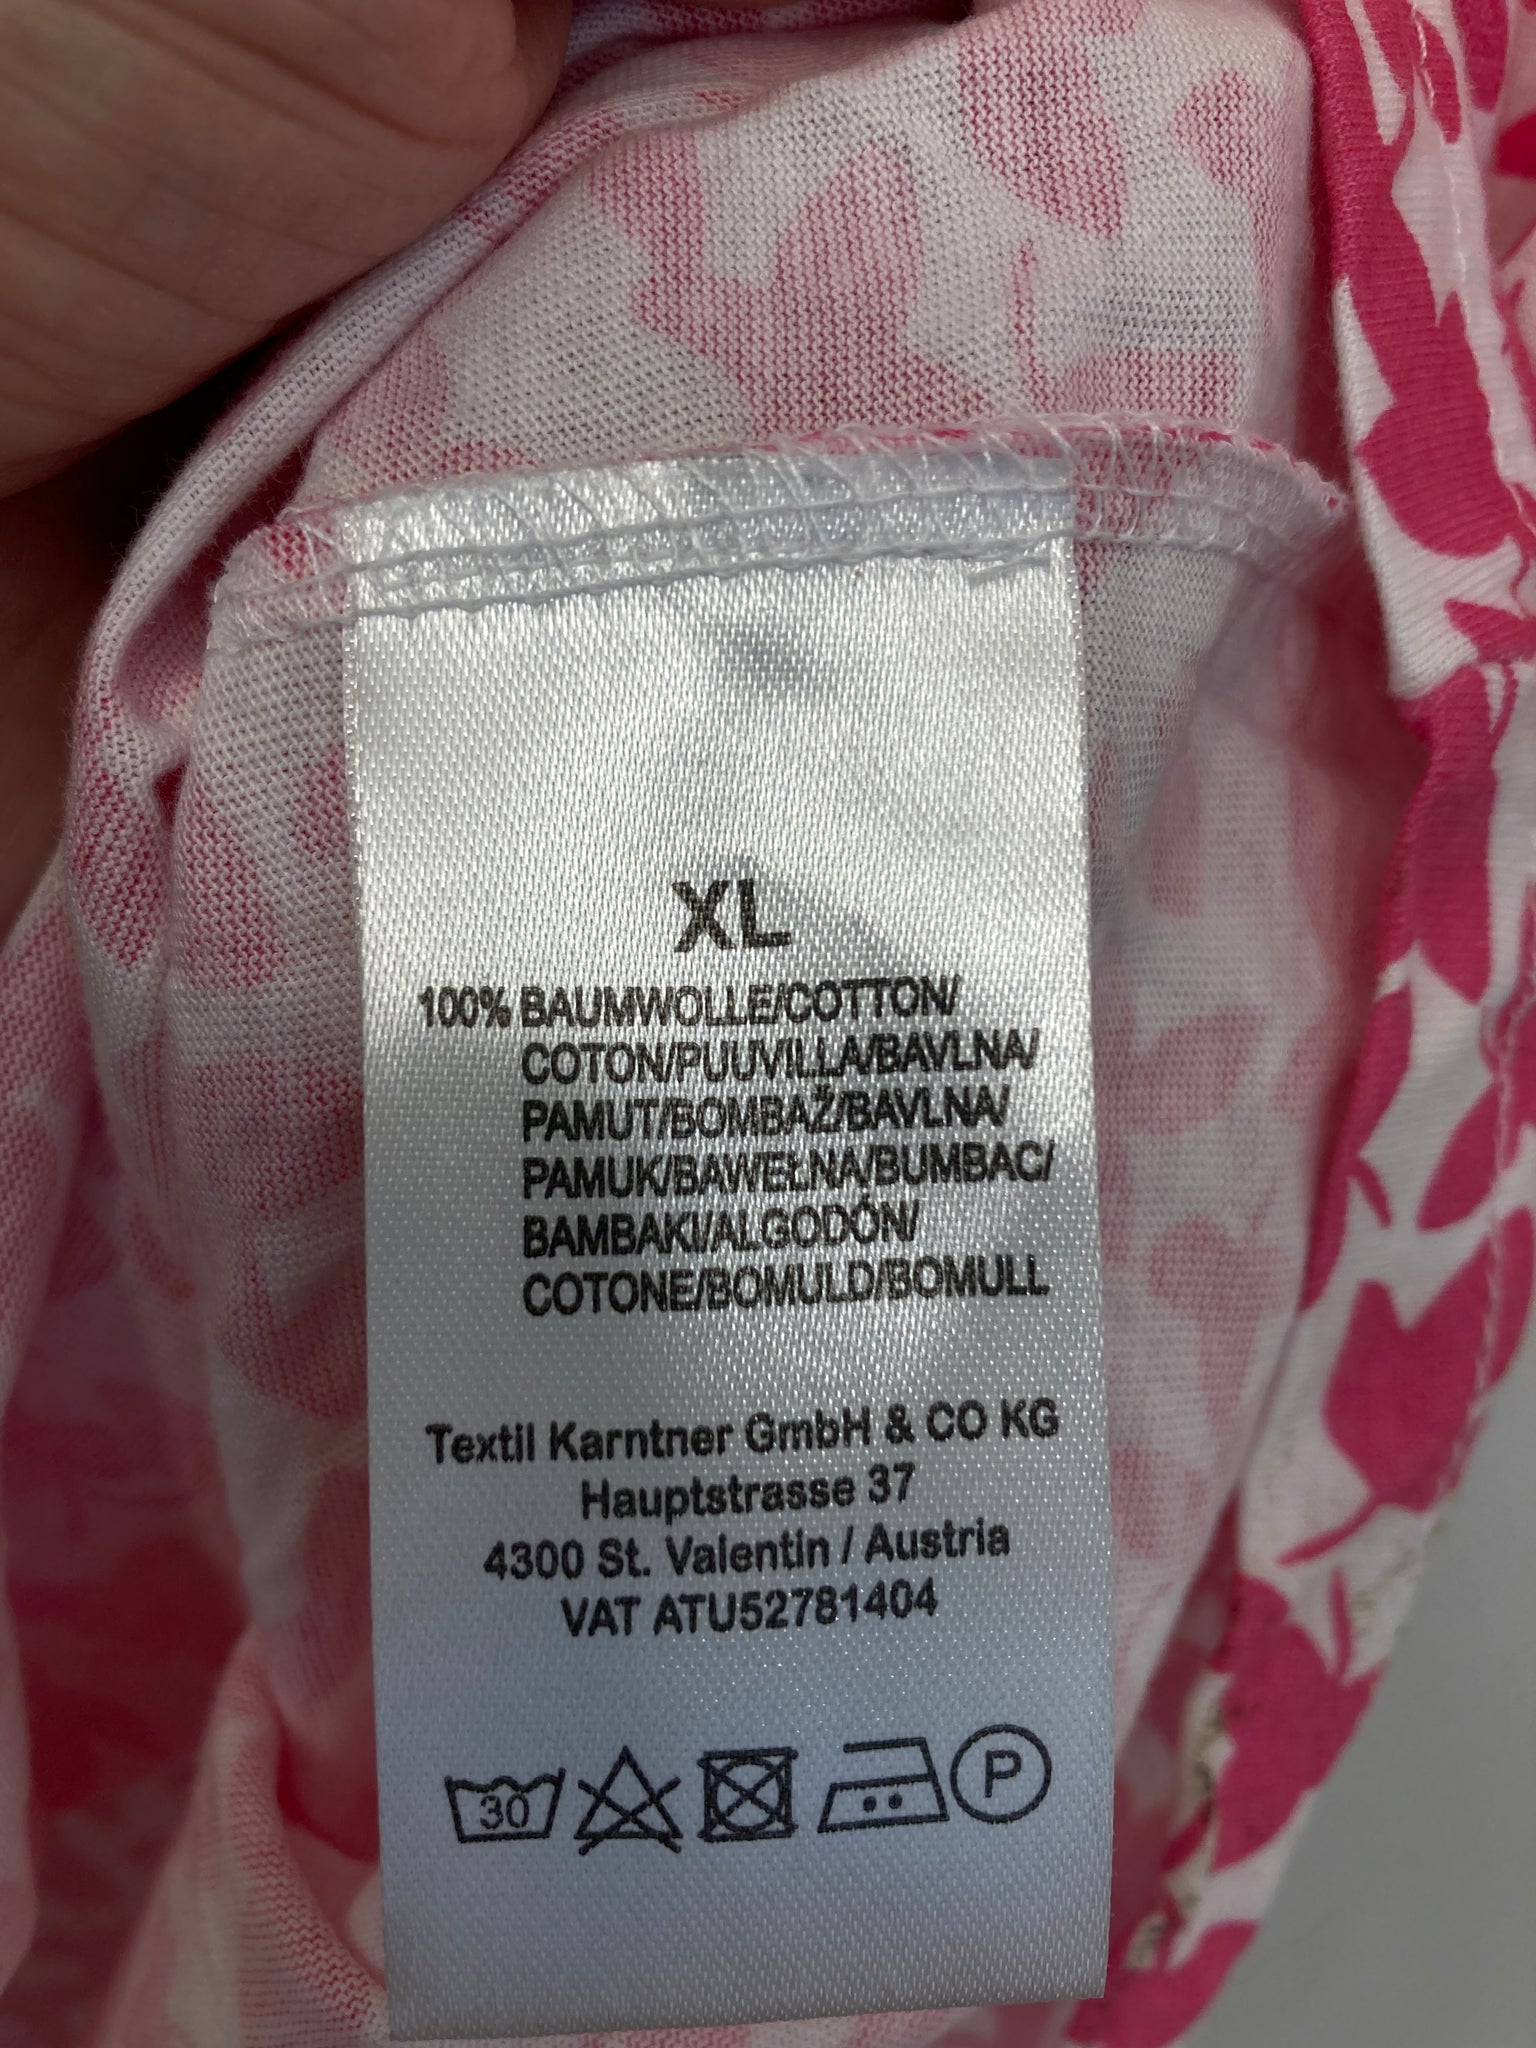 XL
100% BAUMWOLLE/COTTON/
COTON/PUUVILLA/BAVLNA/
PAMUT/BOMBAŽ/BAVLNA/
PAMUK/BAWEŁNA/BUMBAC/
BAMBAKI/ALGODÓN/
COTONE/BOMULD/BOMULL
Textil Karntner GmbH & CO KG
Hauptstrasse 37
4300 St. Valentin / Austria
VAT ATU52781404
30 P